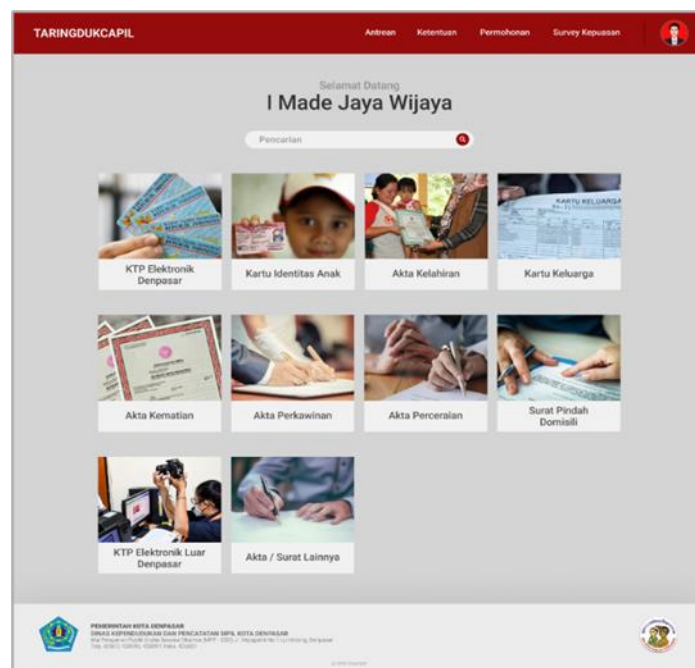 TARINGDUKCAPIL
Antrean Ketentuan Permohonan Survey Kepuasan
Selamat Datang
I Made Jaya Wijaya
Pencarian
KARTU KELUARGA
KTP Elektronik
Denpasar
Kartu Identitas Anak
Akta Kelahiran
Kartu Keluarga
Akta Kematian
Akta Perkawinan
Akta Perceraian
Surat Pindah
Domisili
KTP Elektronik Luar
Denpasar
Akta / Surat Lainnya
PEMERINTAH KOTA DENPASAR
DINAS KEPENDUDUKAN DAN PENCATATAN SIPIL KOTA DENPASAR